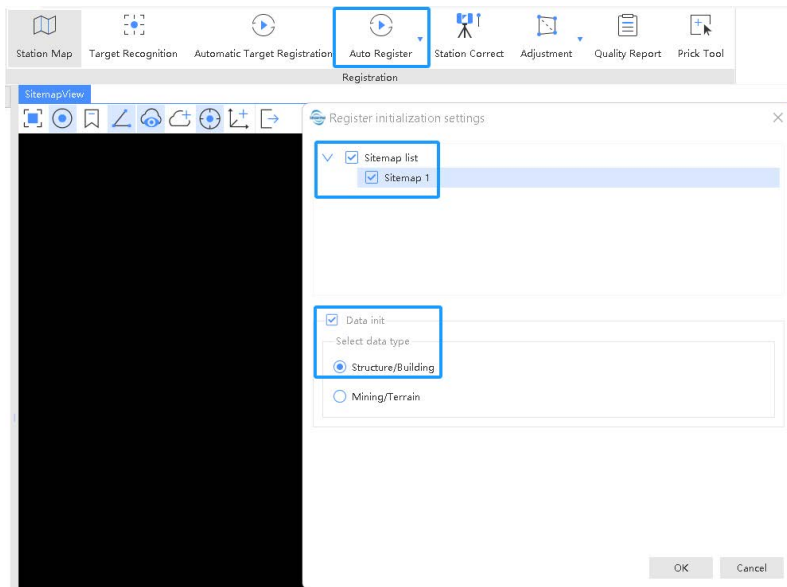 Station Map
Target Recognition
Automatic Target Registration
Auto Register
Station Correct
Adjustment
Quality Report
Prick Tool
Registration
SitemapView
Register initialization settings
Sitemap list
Sitemap 1
Data init
Select data type
Structure/Building
Mining/Terrain
OK
Cancel